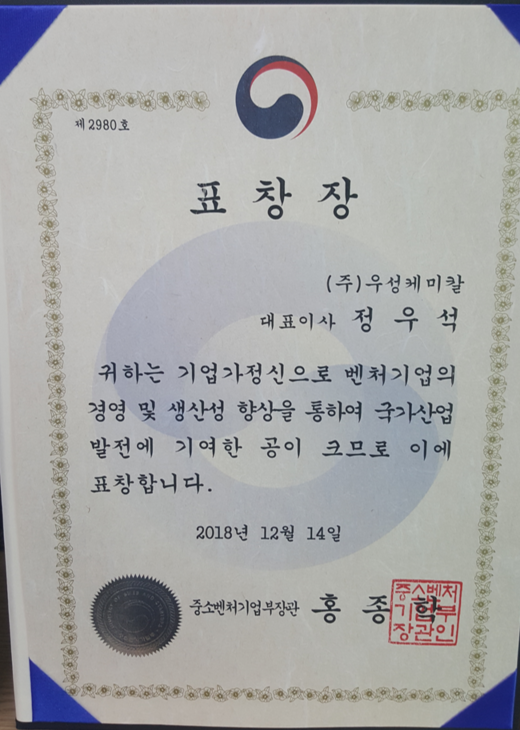 제 2980 호
표 창 장
(주)우성케미칼
대표이사 정 우 석
귀하는 기업가정신으로 벤처기업의
경영 및 생산성 향상을 통하여 국가산업
발전에 기여한 공이 크므로 이에
표창합니다.
2018년 12월 14일
중소벤처기업부장관 홍 종 학
중소벤처
기업부
장관인